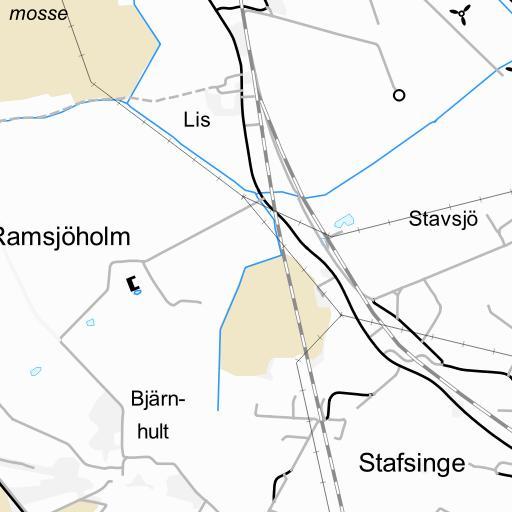 mosse
Lis
Stavsjö
Ramsjöholm
Bjärn-
hult
Stafsinge